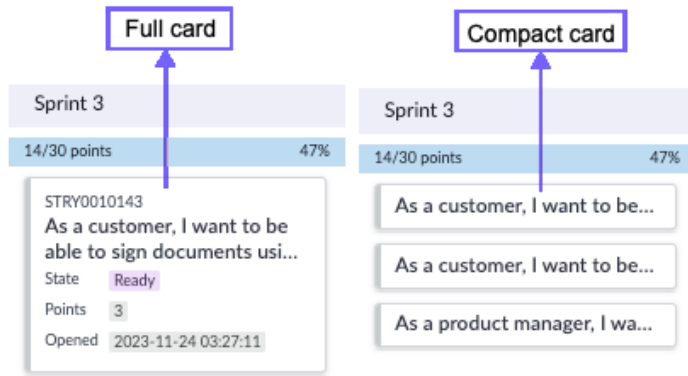 Full card
Sprint 3
14/30 points 47%
STRY0010143
As a customer, I want to be
able to sign documents usi...
State Ready
Points 3
Opened 2023-11-24 03:27:11
Compact card
Sprint 3
14/30 points 47%
As a customer, I want to be...
As a customer, I want to be...
As a product manager, I wa...